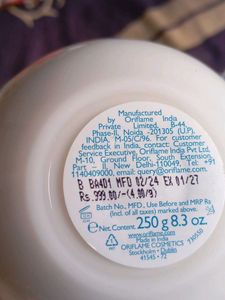 Manufactured
by Oriflame India
Private Limited, B-44,
Phase-II, Noida -201305 (U.P.),
INDIA. M-05/C/96. For customer
feedback in India, contact: Customer
Service Executive, Oriflame India Pvt Ltd,
M-10, Ground Floor, South Extension,
Part - II, New Delhi-110049, Tel: +91
1140409000, email: query@oriflame.com.
B BA401 MFD 02/24 EX 01/27
Rs.999.00/-(4.00/g)
Batch No., MFD., Use Before and MRP Rs
(Incl. of all taxes) marked above.
e Net Content: 250 g 8.3 oz.
www.oriflame.com
Made in India
ORIFLAME COSMETICS
Stockholm • Dublin
41545 • 72